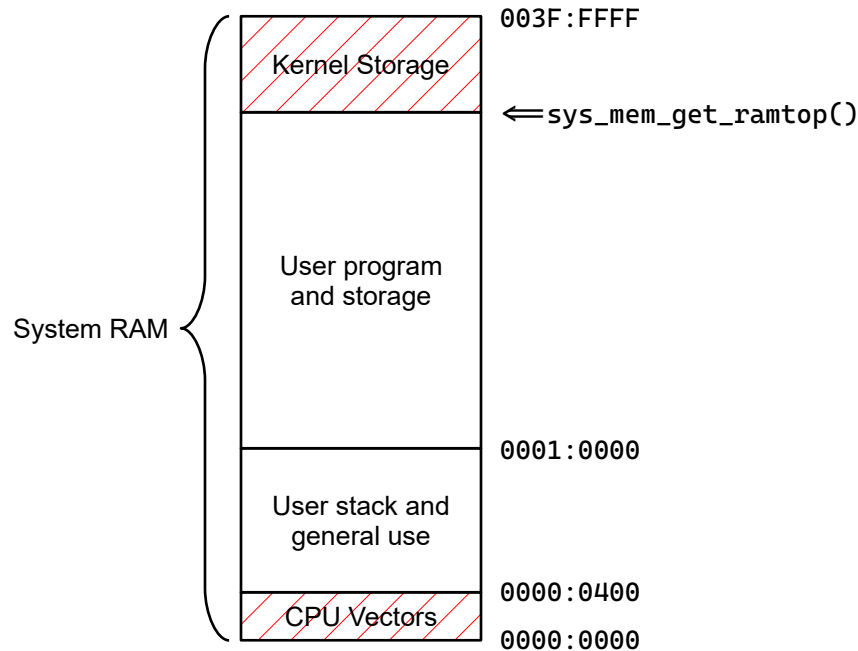 003F:FFFF
Kernel Storage
⇐sys_mem_get_ramtop()
User program
and storage
System RAM
0001:0000
User stack and
general use
0000:0400
CPU Vectors
0000:0000